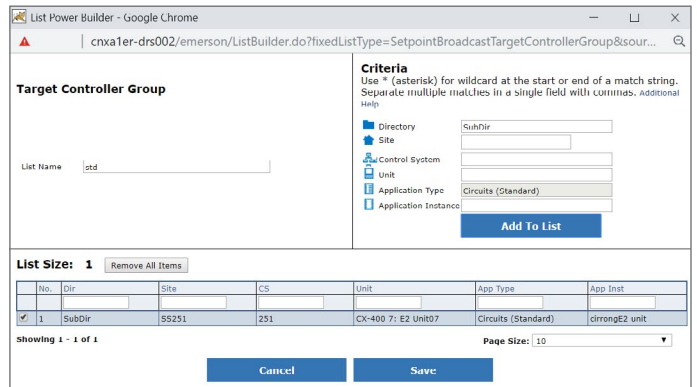 List Power Builder - Google Chrome
cnxa1er-drs002/emerson/ListBuilder.do?fixedListType=SetpointBroadcastTargetControllerGroup&sour...
Target Controller Group
List Name std
Criteria
Use * (asterisk) for wildcard at the start or end of a match string.
Separate multiple matches in a single field with commas. Additional
Help
Directory SubDir
Site
Control System
Unit
Application Type Circuits (Standard)
Application Instance
Add To List
List Size: 1 Remove All Items
No. Dir Site CS Unit App Type App Inst
1 SubDir SS251 251 CX-400 7: E2 Unit07 Circuits (Standard) cirrongE2 unit
Showing 1 - 1 of 1 Page Size: 10
Cancel Save